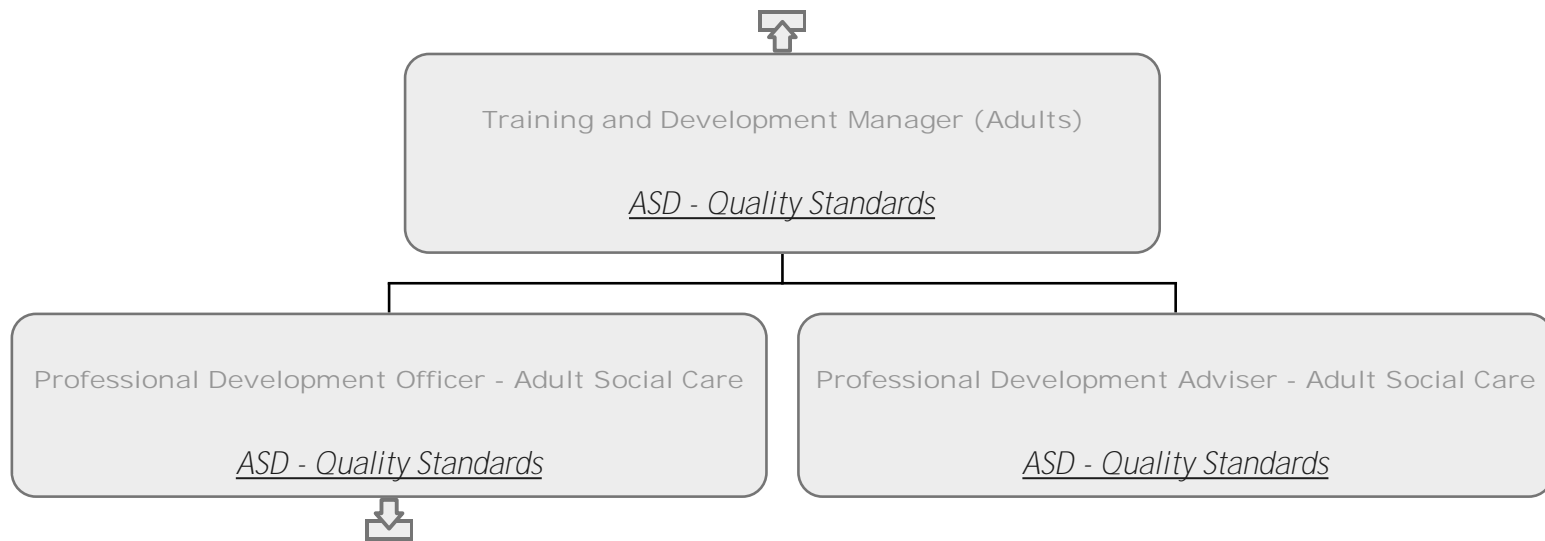 Training and Development Manager (Adults)
ASD - Quality Standards
Professional Development Officer - Adult Social Care
ASD - Quality Standards
Professional Development Adviser - Adult Social Care
ASD - Quality Standards